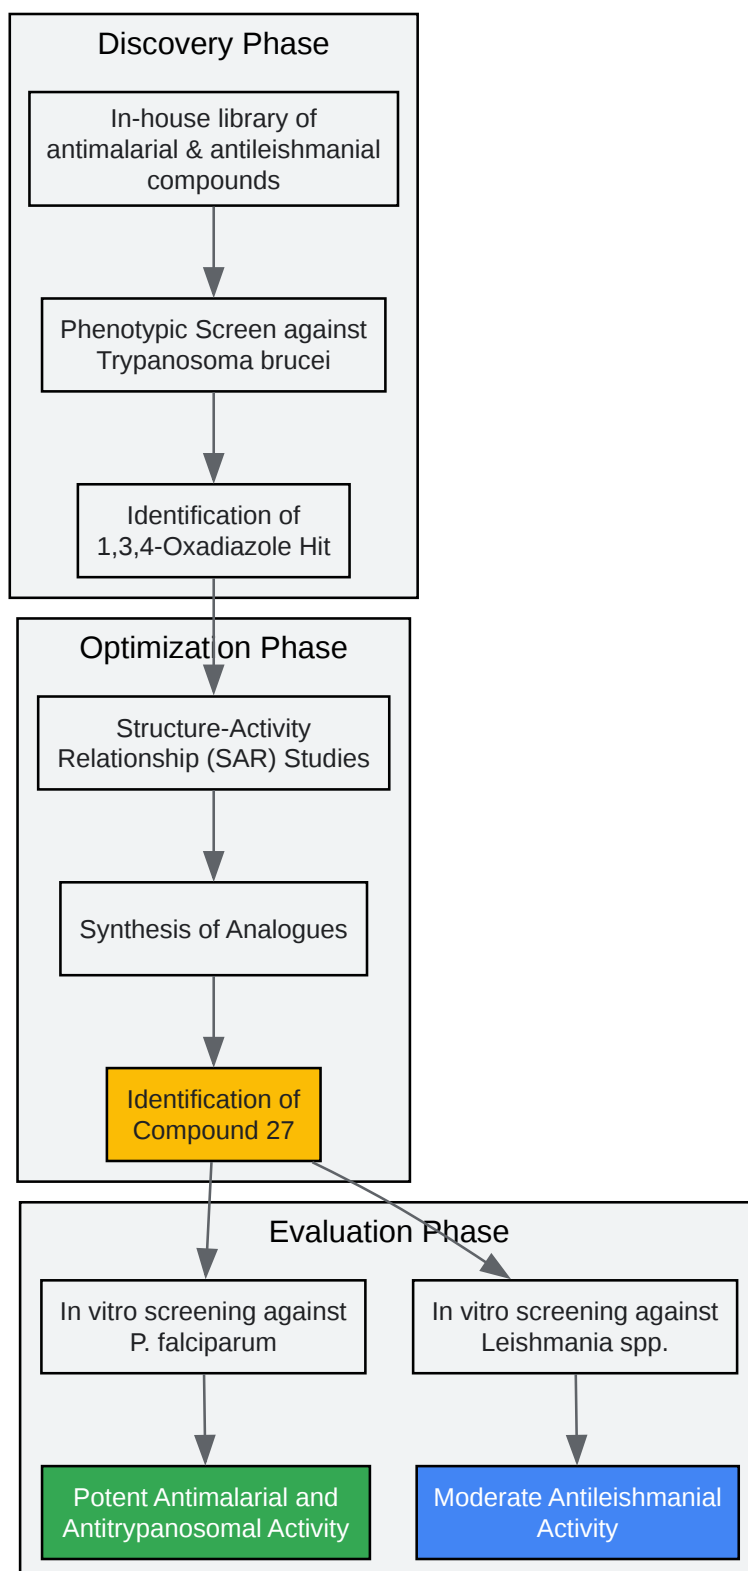 Discovery Phase
In-house library of
antimalarial & antileishmanial
compounds
Phenotypic Screen against
Trypanosoma brucei
Identification of
1,3,4-Oxadiazole Hit
Optimization Phase
Structure-Activity
Relationship (SAR) Studies
Synthesis of Analogues
Identification of
Compound 27
Evaluation Phase
In vitro screening against
P. falciparum
In vitro screening against
Leishmania spp.
Potent Antimalarial and
Antitrypanosomal Activity
Moderate Antileishmanial
Activity